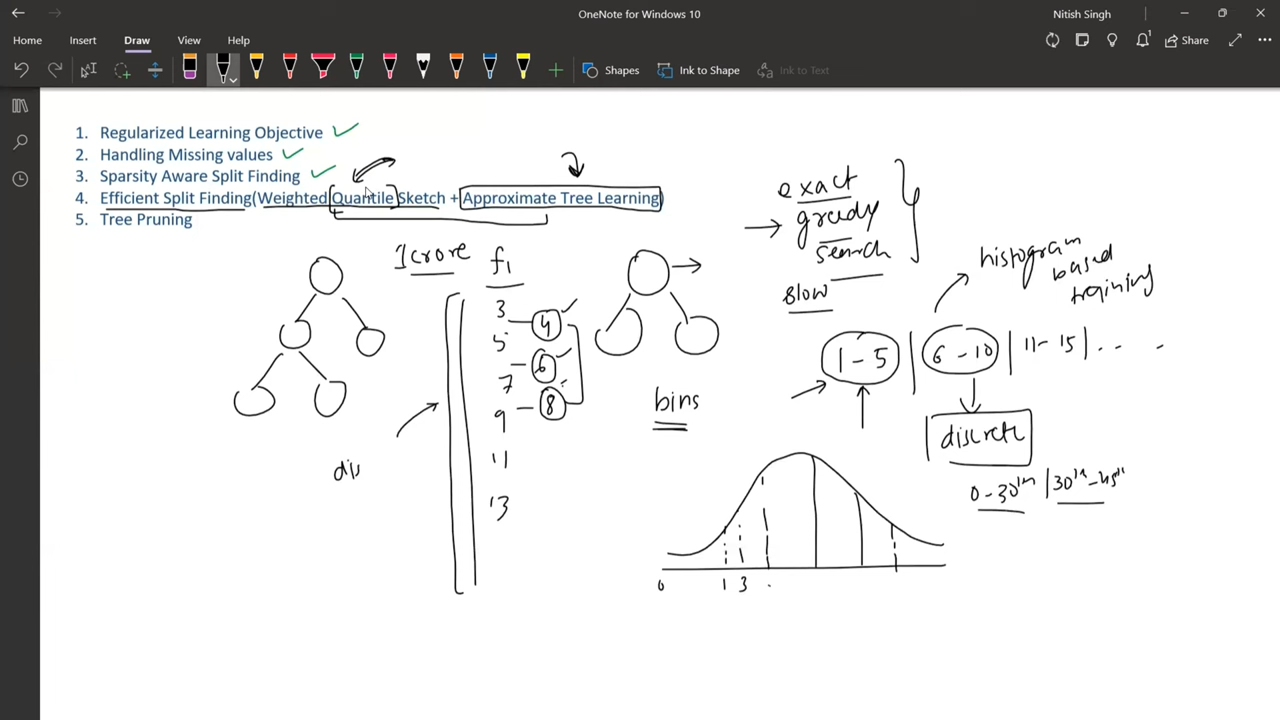 OneNote for Windows 10
Nitish Singh
Home Insert Draw View Help
Share
Shapes Ink to Shape Ink to Text
1. Regularized Learning Objective
2. Handling Missing values
3. Sparsity Aware Split Finding
4. Efficient Split Finding(Weighted Quantile Sketch + Approximate Tree Learning)
5. Tree Pruning
exact
greedy
search
slow
histogram
based
training
1 crore f1
3
4
5
6
7
8
9
11
13
bins
1-5 | 6-10 | 11-15 | . . .
discrete
0-30th | 30th-45th
dis
0 1 3